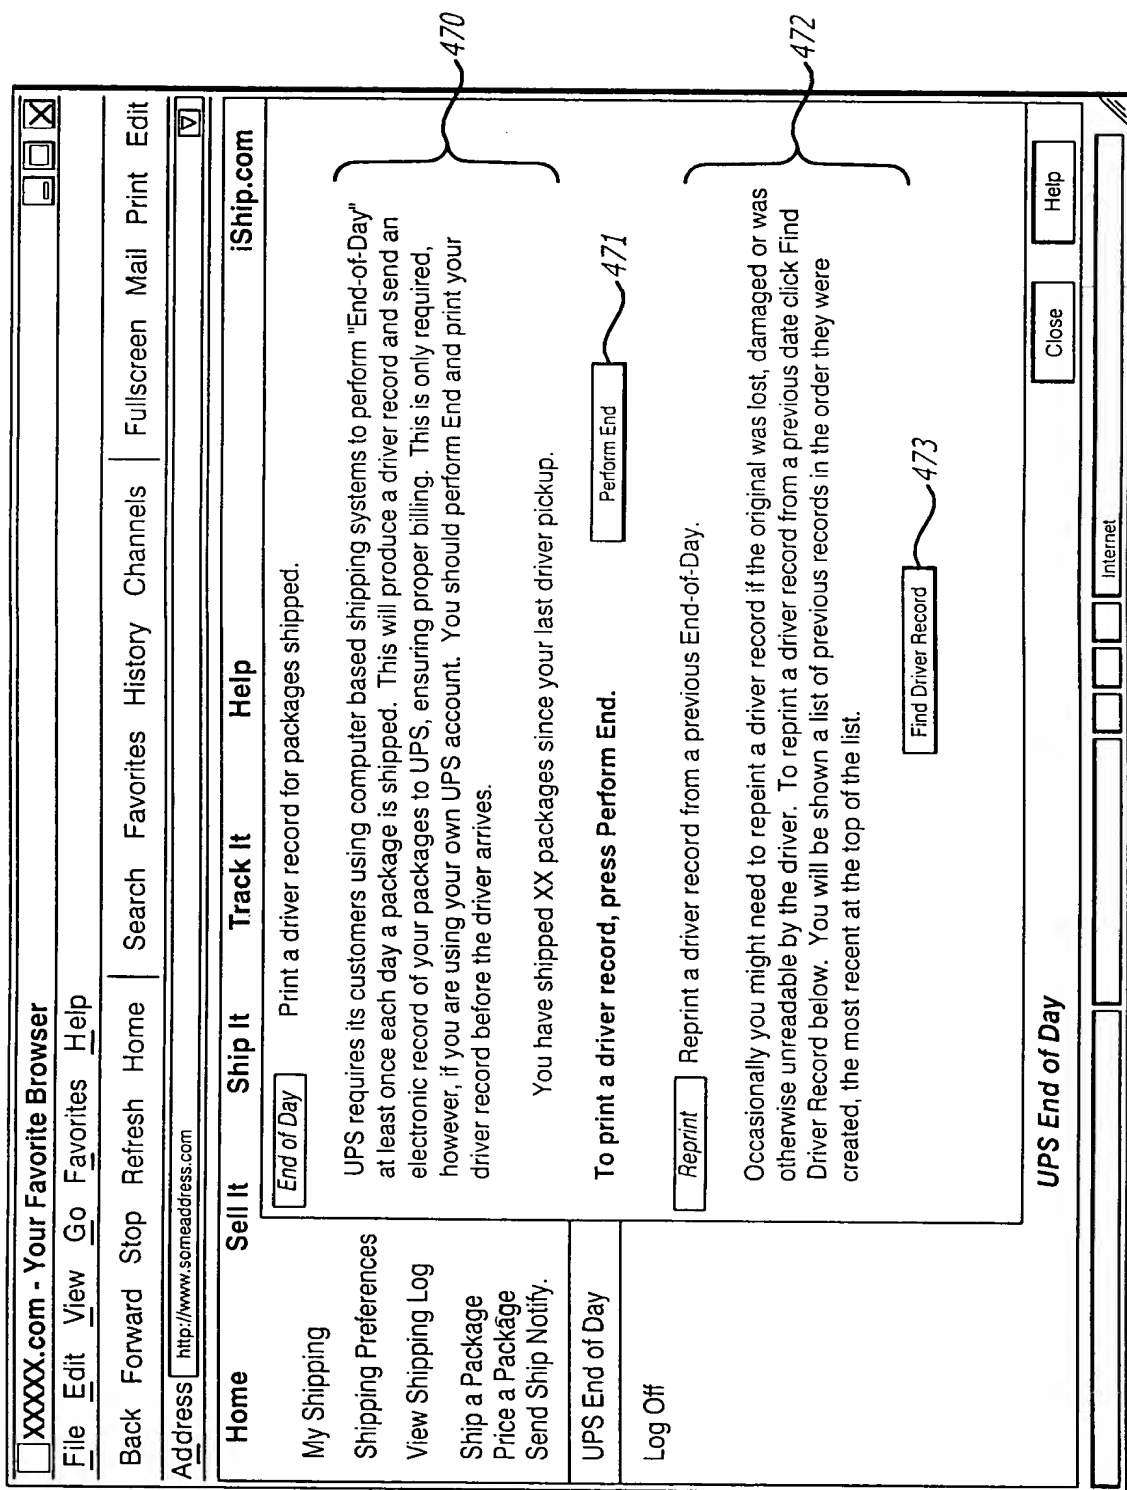 XXXXX.com - Your Favorite Browser
File Edit View Go Favorites Help
Back Forward Stop Refresh Home Search Favorites History Channels Fullscreen Mail Print Edit
Address http://www.someaddress.com
Home Sell It Ship It Track It Help iShip.com
My Shipping
Shipping Preferences
View Shipping Log
Ship a Package
Price a Package
Send Ship Notify.
UPS End of Day
Log Off
End of Day Print a driver record for packages shipped.
UPS requires its customers using computer based shipping systems to perform "End-of-Day"
at least once each day a package is shipped. This will produce a driver record and send an
electronic record of your packages to UPS, ensuring proper billing. This is only required,
however, if you are using your own UPS account. You should perform End and print your
driver record before the driver arrives.
470
You have shipped XX packages since your last driver pickup.
To print a driver record, press Perform End.
Perform End
471
Reprint Reprint a driver record from a previous End-of-Day.
Occasionally you might need to repeint a driver record if the original was lost, damaged or was
otherwise unreadable by the driver. To reprint a driver record from a previous date click Find
Driver Record below. You will be shown a list of previous records in the order they were
created, the most recent at the top of the list.
472
Find Driver Record
473
UPS End of Day
Close
Help
Internet